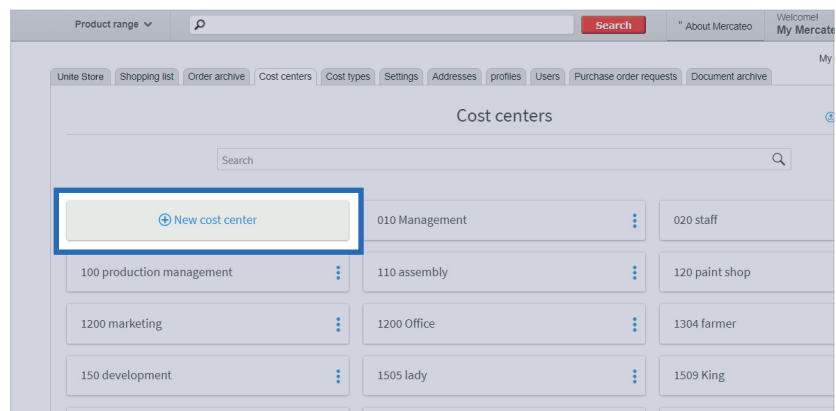 Product range
Search
" About Mercateo
Welcome!
My Mercate
My
Unite Store
Shopping list
Order archive
Cost centers
Cost types
Settings
Addresses
profiles
Users
Purchase order requests
Document archive
Cost centers
Search
New cost center
010 Management
020 staff
100 production management
110 assembly
120 paint shop
1200 marketing
1200 Office
1304 farmer
150 development
1505 lady
1509 King